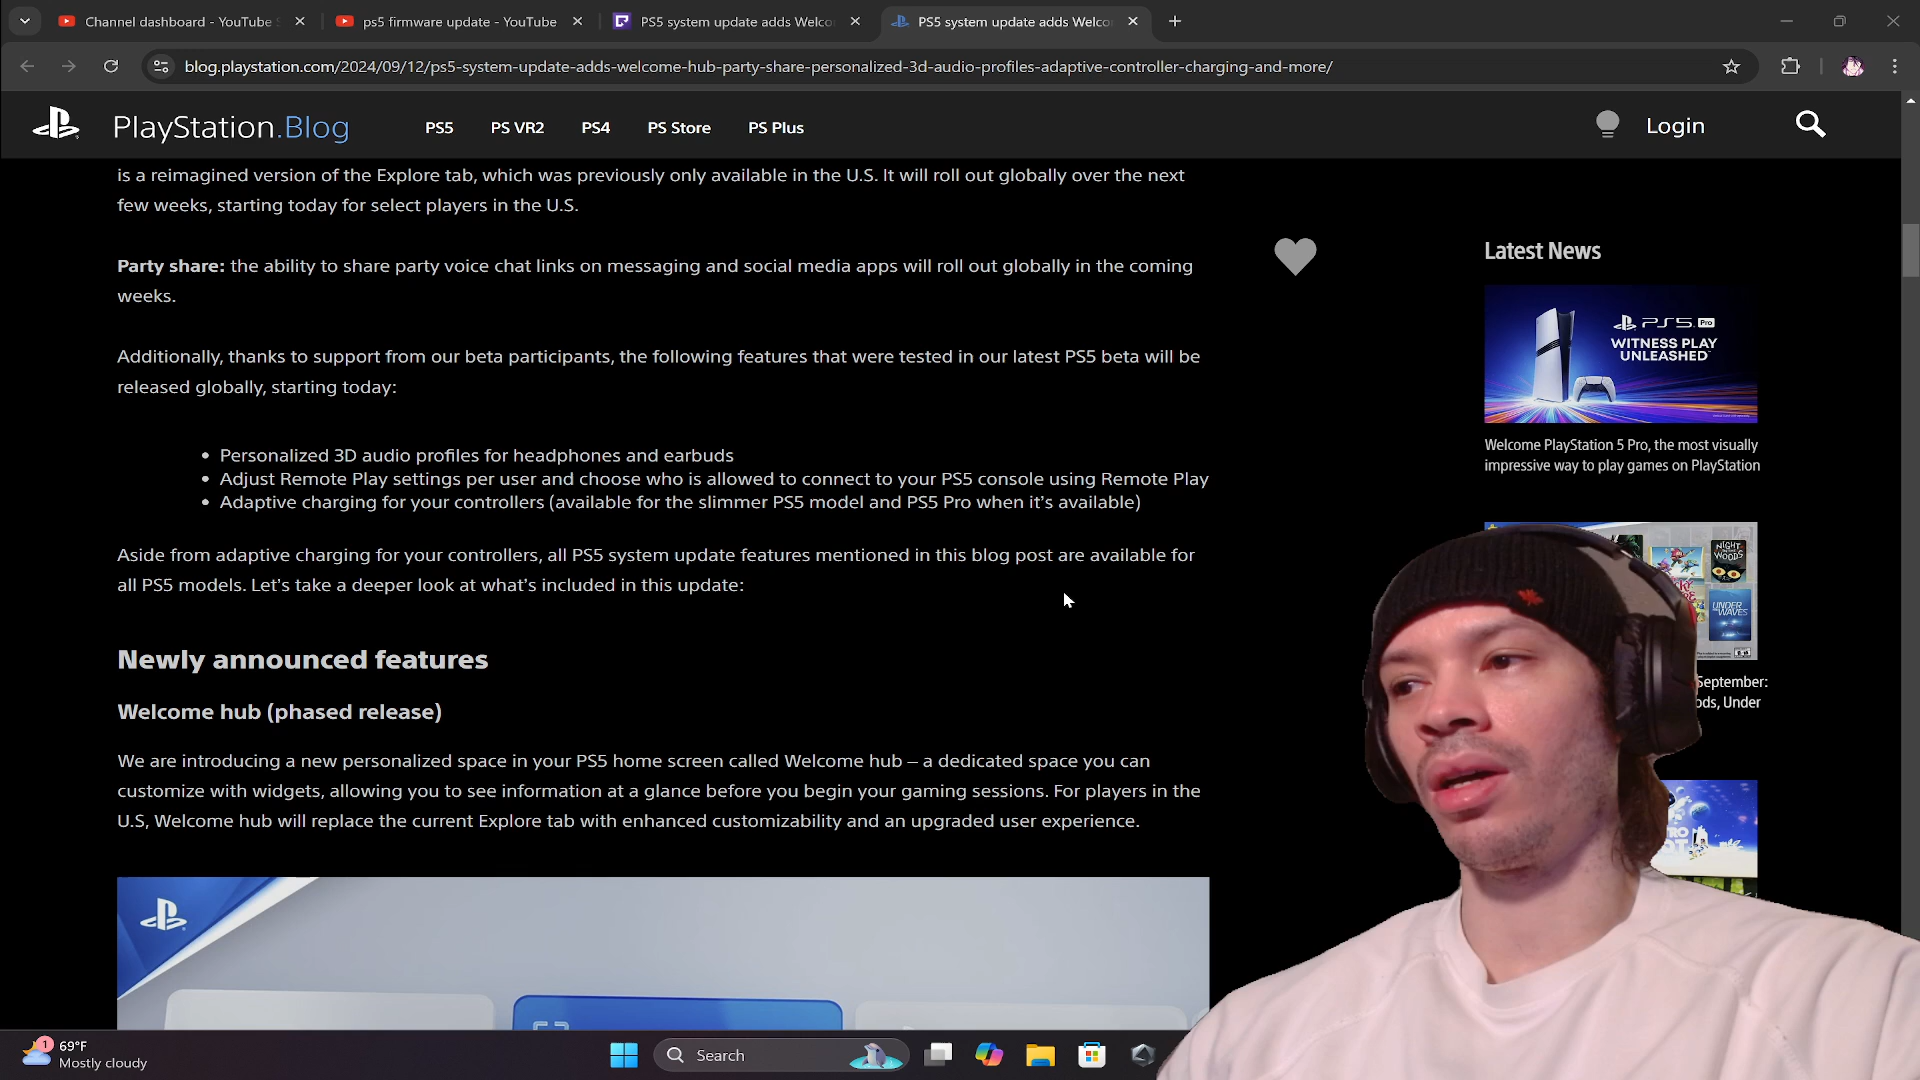 Channel dashboard - YouTube S
ps5 firmware update - YouTube
PS5 system update adds Welco
PS5 system update adds Welco
blog.playstation.com/2024/09/12/ps5-system-update-adds-welcome-hub-party-share-personalized-3d-audio-profiles-adaptive-controller-charging-and-more/
PlayStation.Blog
PS5
PS VR2
PS4
PS Store
PS Plus
Login
is a reimagined version of the Explore tab, which was previously only available in the U.S. It will roll out globally over the next
few weeks, starting today for select players in the U.S.
Party share: the ability to share party voice chat links on messaging and social media apps will roll out globally in the coming
weeks.
Additionally, thanks to support from our beta participants, the following features that were tested in our latest PS5 beta will be
released globally, starting today:
• Personalized 3D audio profiles for headphones and earbuds
• Adjust Remote Play settings per user and choose who is allowed to connect to your PS5 console using Remote Play
• Adaptive charging for your controllers (available for the slimmer PS5 model and PS5 Pro when it's available)
Aside from adaptive charging for your controllers, all PS5 system update features mentioned in this blog post are available for
all PS5 models. Let's take a deeper look at what's included in this update:
Newly announced features
Welcome hub (phased release)
We are introducing a new personalized space in your PS5 home screen called Welcome hub – a dedicated space you can
customize with widgets, allowing you to see information at a glance before you begin your gaming sessions. For players in the
U.S, Welcome hub will replace the current Explore tab with enhanced customizability and an upgraded user experience.
Latest News
PS5 Pro
WITNESS PLAY
UNLEASHED
Welcome PlayStation 5 Pro, the most visually
impressive way to play games on PlayStation
NIGHT
WOODS
UNDER
WAVES
September:
ods, Under
1
69°F
Mostly cloudy
Search